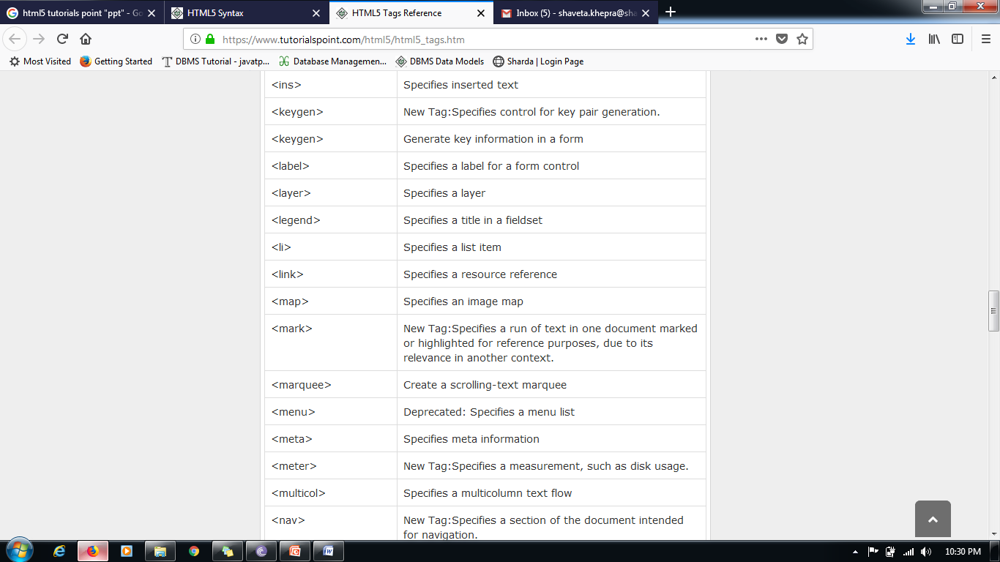 html5 tutorials point "ppt" - Go
HTML5 Syntax
HTML5 Tags Reference
Inbox (5) - shaveta.khepra@sha
https://www.tutorialspoint.com/html5/html5_tags.htm
Most Visited
Getting Started
DBMS Tutorial - javatp...
Database Managemen...
DBMS Data Models
Sharda | Login Page
<ins> Specifies inserted text
<keygen> New Tag:Specifies control for key pair generation.
<keygen> Generate key information in a form
<label> Specifies a label for a form control
<layer> Specifies a layer
<legend> Specifies a title in a fieldset
<li> Specifies a list item
<link> Specifies a resource reference
<map> Specifies an image map
<mark> New Tag:Specifies a run of text in one document marked
or highlighted for reference purposes, due to its
relevance in another context.
<marquee> Create a scrolling-text marquee
<menu> Deprecated: Specifies a menu list
<meta> Specifies meta information
<meter> New Tag:Specifies a measurement, such as disk usage.
<multicol> Specifies a multicolumn text flow
<nav> New Tag:Specifies a section of the document intended
for navigation.
10:30 PM